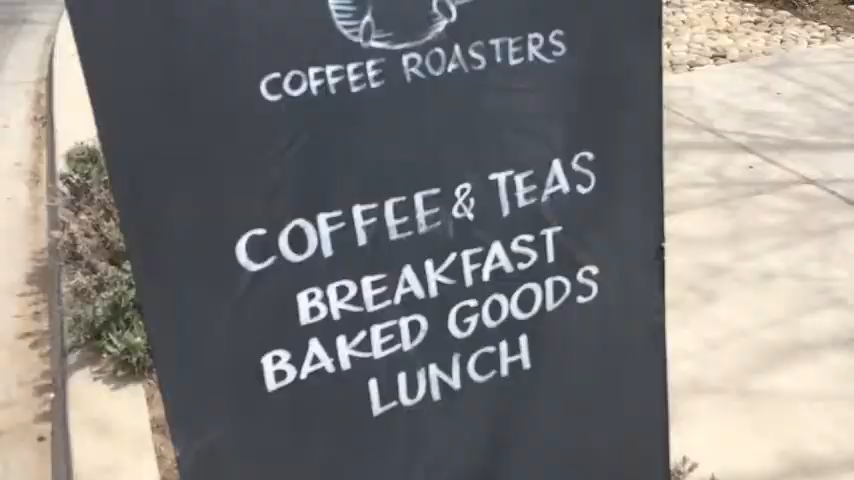 COFFEE ROASTERS
COFFEE & TEAS
BREAKFAST
BAKED GOODS
LUNCH